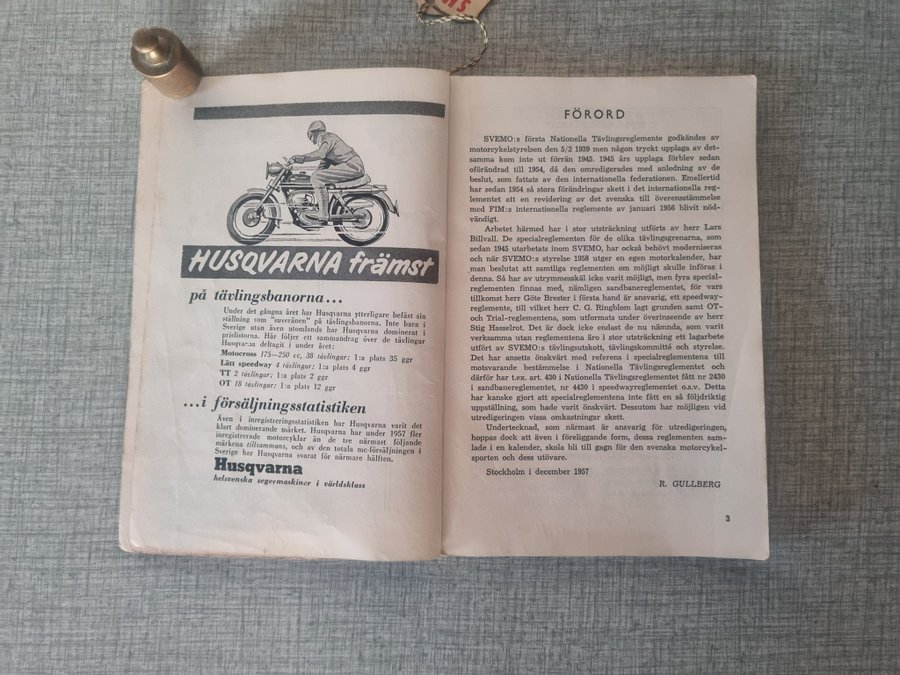 HUSQVARNA främst
på tävlingsbanorna...
Under det gångna året har Husqvarna ytterligare befäst sin
ställning som "suveränen" på tävlingsbanorna. Inte bara i
Sverige utan även utomlands har Husqvarna dominerat i
prislistorna. Här följer ett sammandrag över de tävlingar
Husqvarna deltagit i under året:
Motocross 175—250 cc, 38 tävlingar: 1:a plats 35 ggr
Lätt speedway 4 tävlingar: 1:a plats 4 ggr
TT 2 tävlingar: 1:a plats 2 ggr
OT 18 tävlingar: 1:a plats 12 ggr
...i försäljningsstatistiken
Även i inregistreringsstatistiken har Husqvarna varit det
klart dominerande märket. Husqvarna har under 1957 fler
inregistrerade motorcyklar än de tre närmast följande
märkena tillsammans, och av den totala mc-försäljningen i
Sverige har Husqvarna svarat för närmare hälften.
Husqvarna
helsvenska segermaskiner i världsklass
FÖRORD
SVEMO:s första Nationella Tävlingsreglemente godkändes av
motorcykelstyrelsen den 5/2 1939 men någon tryckt upplaga av det-
samma kom inte ut förrän 1945. 1945 års upplaga förblev sedan
oförändrad till 1954, då den omredigerades med anledning av de
beslut, som fattats av den internationella federationen. Emellertid
har sedan 1954 så stora förändringar skett i det internationella reg-
lementet att en revidering av det svenska till överensstämmelse
med FIM:s internationella reglemente av januari 1956 blivit nöd-
vändigt.
Arbetet härmed har i stor utsträckning utförts av herr Lars
Billvall. De specialreglementen för de olika tävlingsgrenarna, som
sedan 1945 utarbetats inom SVEMO, har också behövt moderniseras
och när SVEMO:s styrelse 1958 utger en egen motorkalender, har
man beslutat att samtliga reglementen om möjligt skulle införas i
denna. Så har av utrymmesskäl icke varit möjligt, men fyra special-
reglementen finnas med, nämligen sandbanereglementet, för vars
tillkomst herr Göte Brester i första hand är ansvarig, ett speedway-
reglemente, till vilket herr C. G. Ringblom lagt grunden samt OT-
och Trial-reglementena, som utformats under överinseende av herr
Stig Hasselrot. Det är dock icke endast de nu nämnda, som varit
verksamma utan reglementena äro i stor utsträckning ett lagarbete
utfört av SVEMO:s tävlingsutskott, tävlingskommitté och styrelse.
Det har ansetts önskvärt med referens i specialreglementena till
motsvarande bestämmelse i Nationella Tävlingsreglementet och
därför har t.ex. art. 430 i Nationella Tävlingsreglementet fått nr 2430
i sandbanereglementet, nr 4430 i speedwayreglementet o.s.v. Detta
har kanske gjort att specialreglementena inte fått en så följdriktig
uppställning, som hade varit önskvärt. Dessutom har möjligen vid
utredigeringen vissa omkastningar skett.
Undertecknad, som närmast är ansvarig för utredigeringen,
hoppas dock att även i föreliggande form, dessa reglementen sam-
lade i en kalender, skola bli till gagn för den svenska motorcykel-
sporten och dess utövare.
Stockholm i december 1957
R. GULLBERG
3